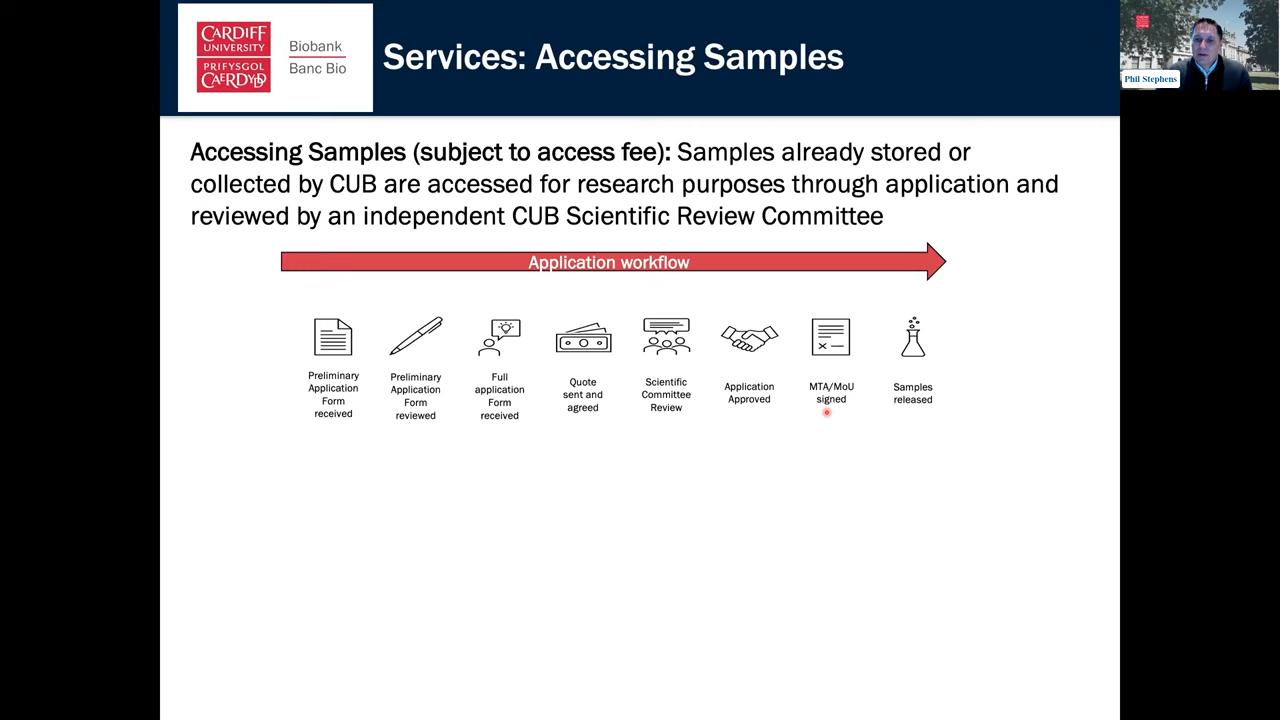 CARDIFF
UNIVERSITY
PRIFYSGOL
CAERDYDD
Biobank
Banc Bio
Services: Accessing Samples
Phil Stephens
Accessing Samples (subject to access fee): Samples already stored or
collected by CUB are accessed for research purposes through application and
reviewed by an independent CUB Scientific Review Committee
Application workflow
Preliminary
Application
Form
received
Preliminary
Application
Form
reviewed
Full
application
Form
received
Quote
sent and
agreed
Scientific
Committee
Review
Application
Approved
MTA/MoU
signed
Samples
released